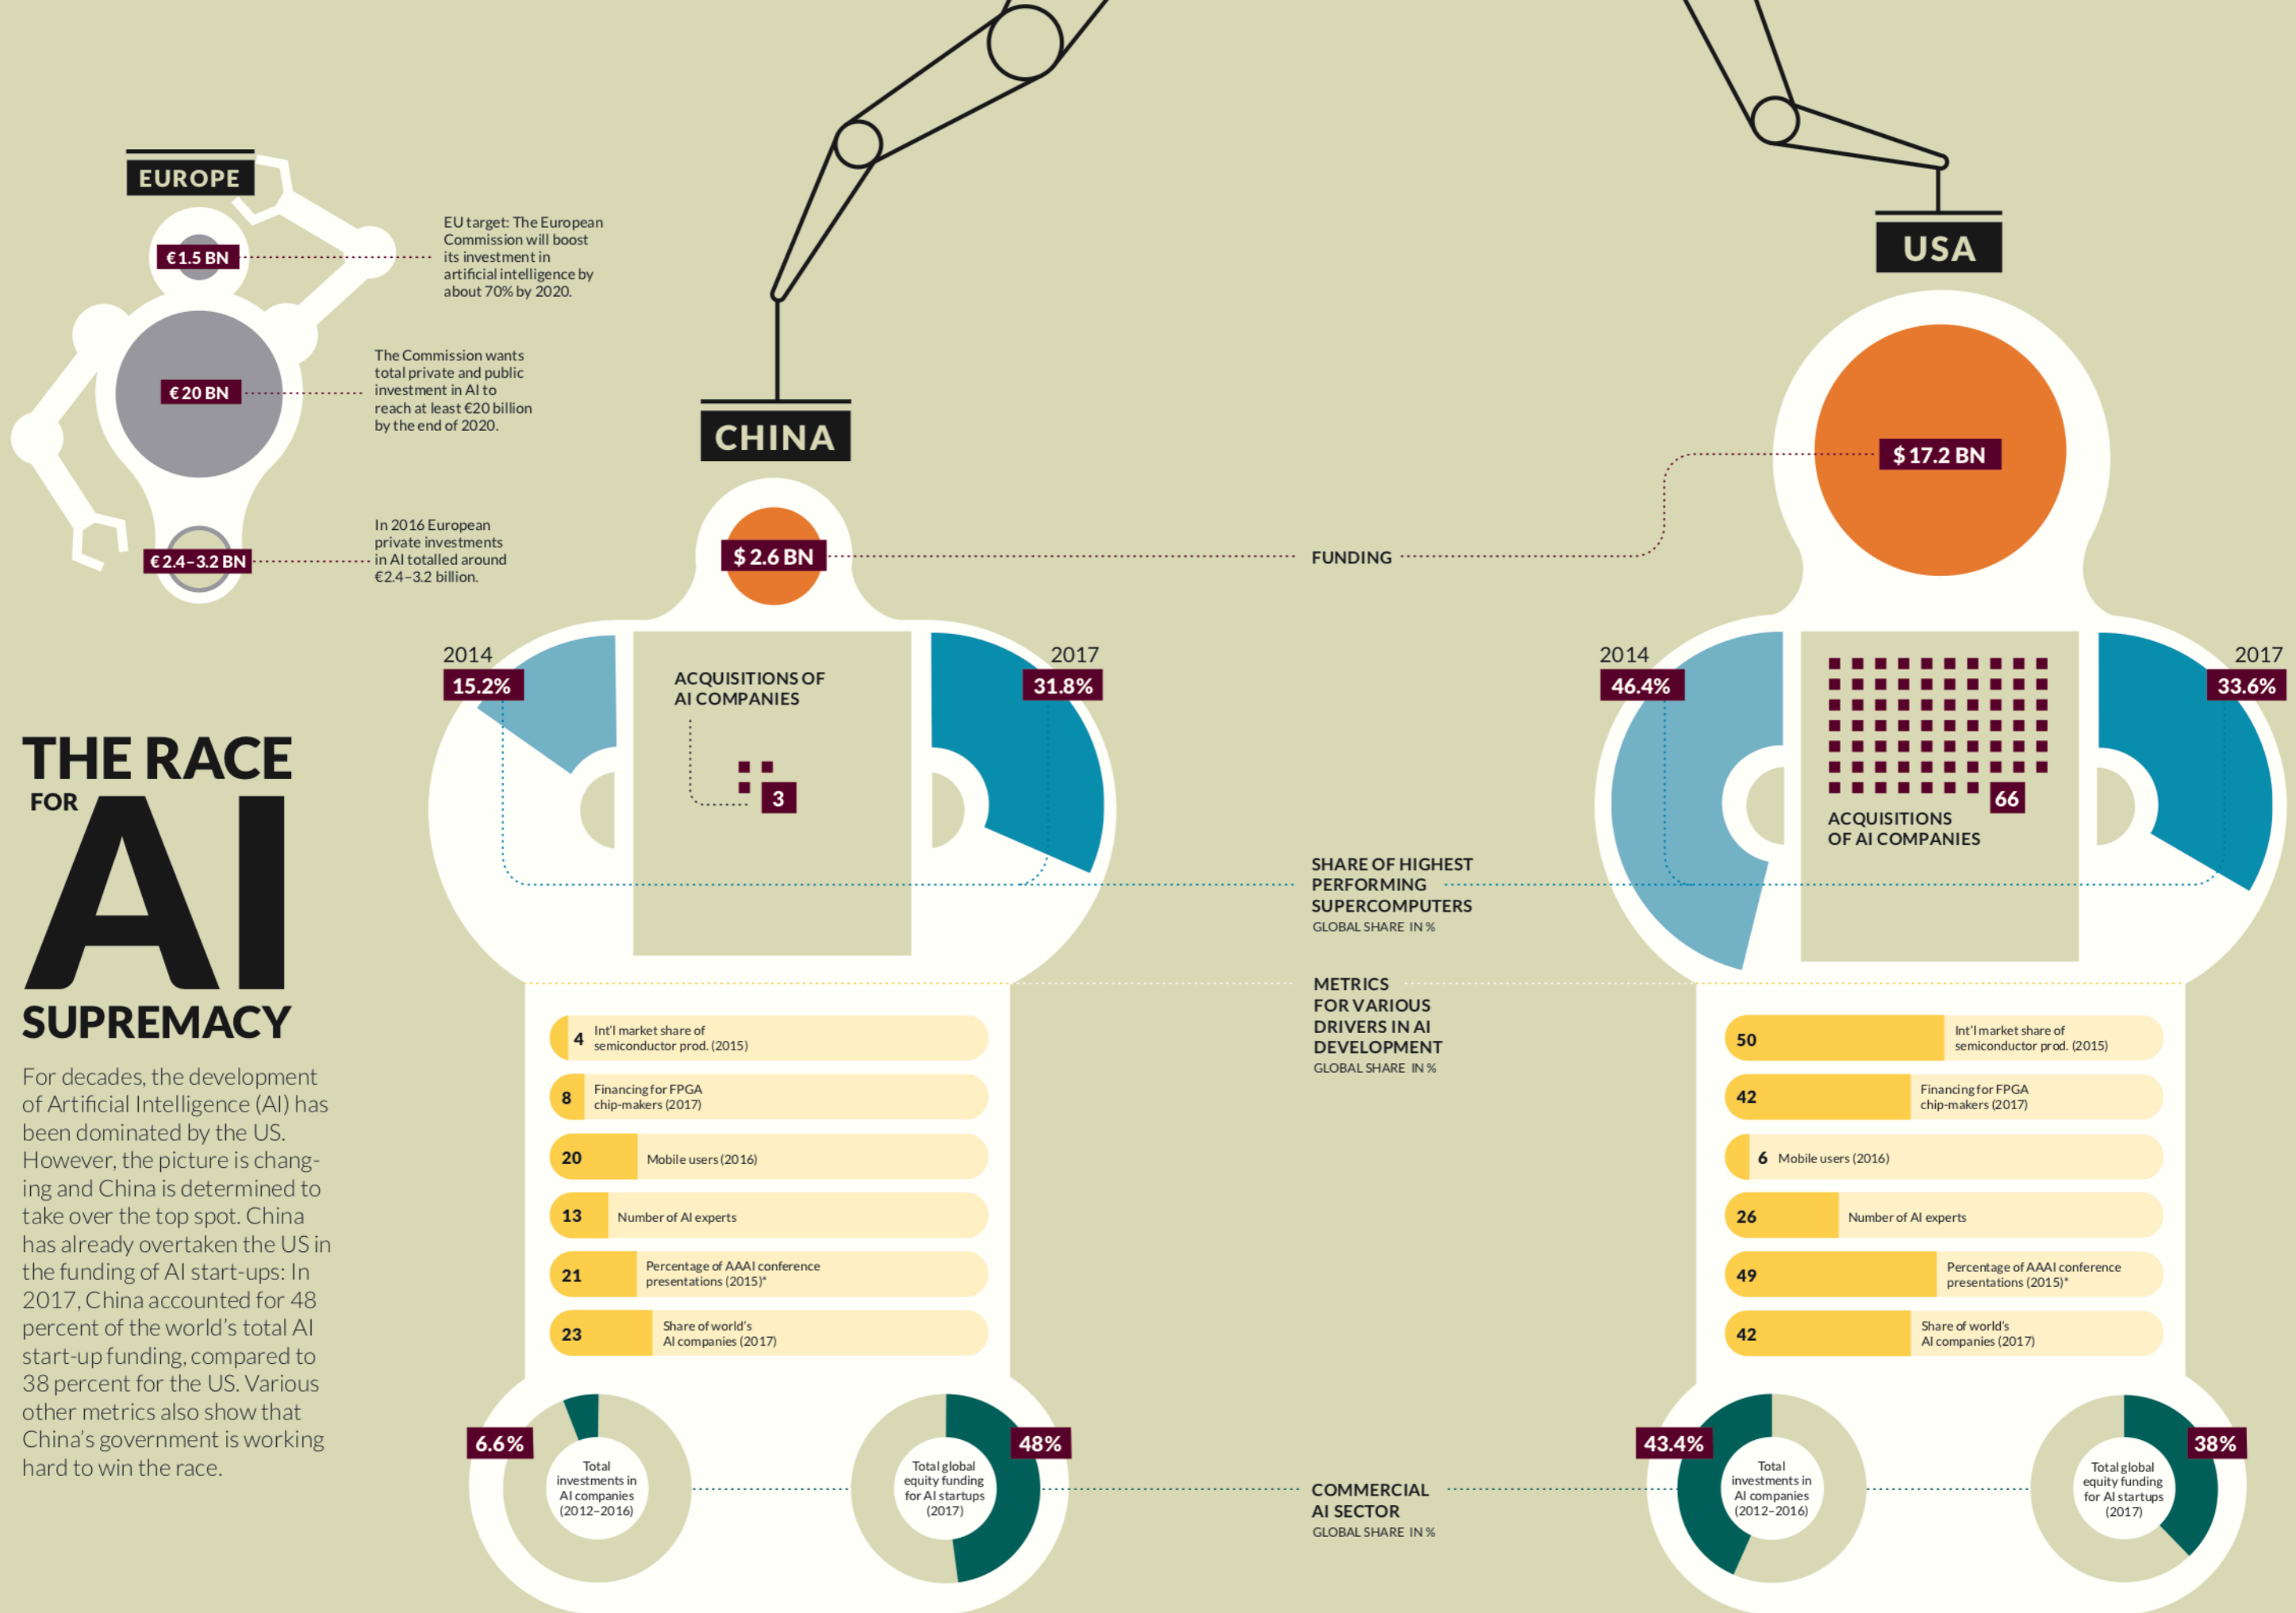 EUROPE
€1.5 BN
EU target: The European
Commission will boost
its investment in
artificial intelligence by
about 70% by 2020.
€20 BN
The Commission wants
total private and public
investment in AI to
reach at least €20 billion
by the end of 2020.
€2.4–3.2 BN
In 2016 European
private investments
in AI totalled around
€2.4–3.2 billion.
THE RACE
FOR
AI
SUPREMACY
For decades, the development
of Artificial Intelligence (AI) has
been dominated by the US.
However, the picture is chang-
ing and China is determined to
take over the top spot. China
has already overtaken the US in
the funding of AI start-ups: In
2017, China accounted for 48
percent of the world's total AI
start-up funding, compared to
38 percent for the US. Various
other metrics also show that
China's government is working
hard to win the race.
CHINA
$2.6 BN
2014
15.2%
2017
31.8%
ACQUISITIONS OF
AI COMPANIES
3
4 Int'l market share of
semiconductor prod. (2015)
8 Financing for FPGA
chip-makers (2017)
20 Mobile users (2016)
13 Number of AI experts
21 Percentage of AAAI conference
presentations (2015)*
23 Share of world's
AI companies (2017)
6.6%
Total
investments in
AI companies
(2012–2016)
48%
Total global
equity funding
for AI startups
(2017)
FUNDING
SHARE OF HIGHEST
PERFORMING
SUPERCOMPUTERS
GLOBAL SHARE IN %
METRICS
FOR VARIOUS
DRIVERS IN AI
DEVELOPMENT
GLOBAL SHARE IN %
COMMERCIAL
AI SECTOR
GLOBAL SHARE IN %
USA
$17.2 BN
2014
46.4%
2017
33.6%
66
ACQUISITIONS
OF AI COMPANIES
50 Int'l market share of
semiconductor prod. (2015)
42 Financing for FPGA
chip-makers (2017)
6 Mobile users (2016)
26 Number of AI experts
49 Percentage of AAAI conference
presentations (2015)*
42 Share of world's
AI companies (2017)
43.4%
Total
investments in
AI companies
(2012–2016)
38%
Total global
equity funding
for AI startups
(2017)